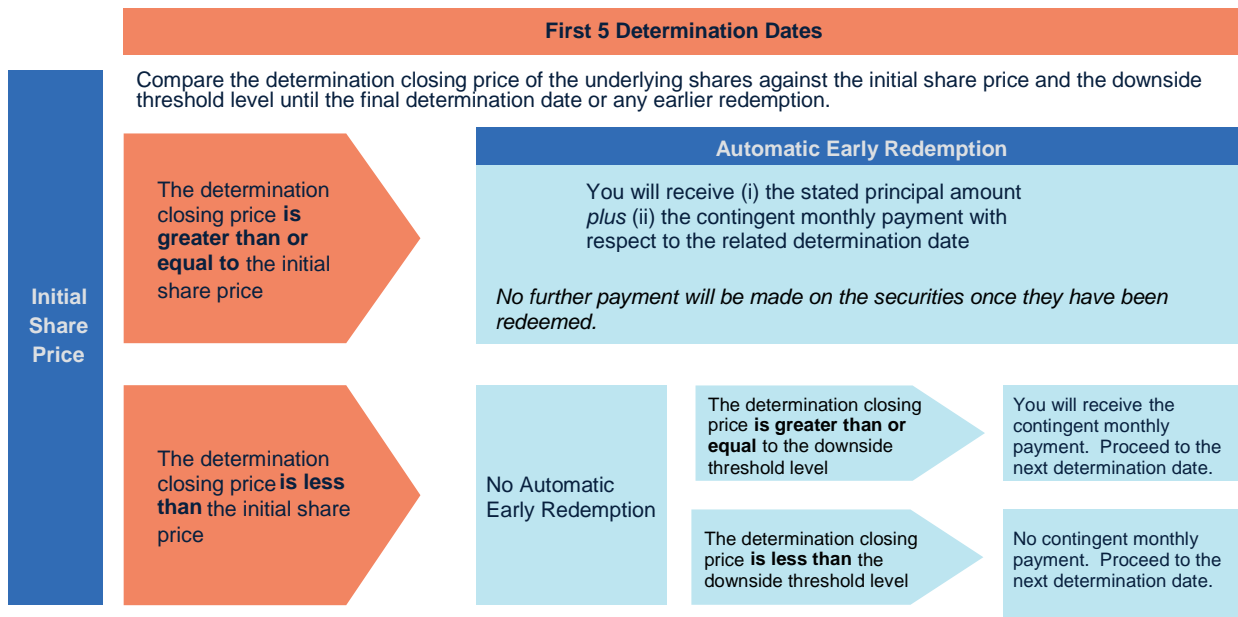 First 5 Determination Dates
Compare the determination closing price of the underlying shares against the initial share price and the downside
threshold level until the final determination date or any earlier redemption.
Initial
Share
Price
The determination
closing price is
greater than or
equal to the initial
share price
Automatic Early Redemption
You will receive (i) the stated principal amount
plus (ii) the contingent monthly payment with
respect to the related determination date
No further payment will be made on the securities once they have been
redeemed.
The determination
closing price is less
than the initial share
price
No Automatic
Early Redemption
The determination closing
price is greater than or
equal to the downside
threshold level
You will receive the
contingent monthly
payment. Proceed to the
next determination date.
The determination closing
price is less than the
downside threshold level
No contingent monthly
payment. Proceed to the
next determination date.